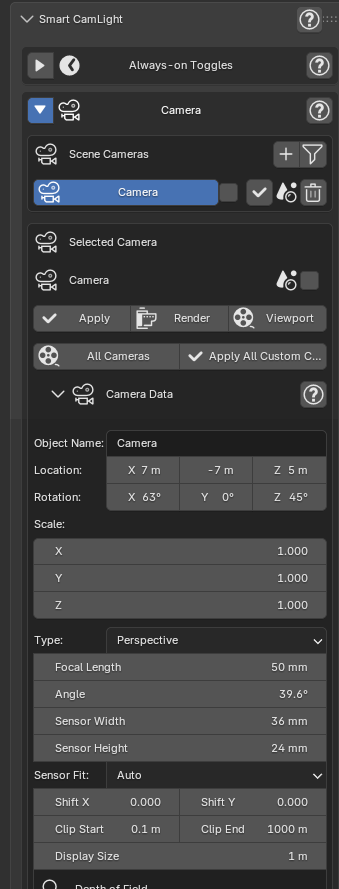 Smart CamLight ?
Always-on Toggles ?
Camera ?
Scene Cameras
Camera
Selected Camera
Camera
Apply Render Viewport
All Cameras Apply All Custom C...
Camera Data ?
Object Name: Camera
Location: X 7 m -7 m Z 5 m
Rotation: X 63° Y 0° Z 45°
Scale:
X 1.000
Y 1.000
Z 1.000
Type: Perspective
Focal Length 50 mm
Angle 39.6°
Sensor Width 36 mm
Sensor Height 24 mm
Sensor Fit: Auto
Shift X 0.000 Shift Y 0.000
Clip Start 0.1 m Clip End 1000 m
Display Size 1 m
Depth of Field